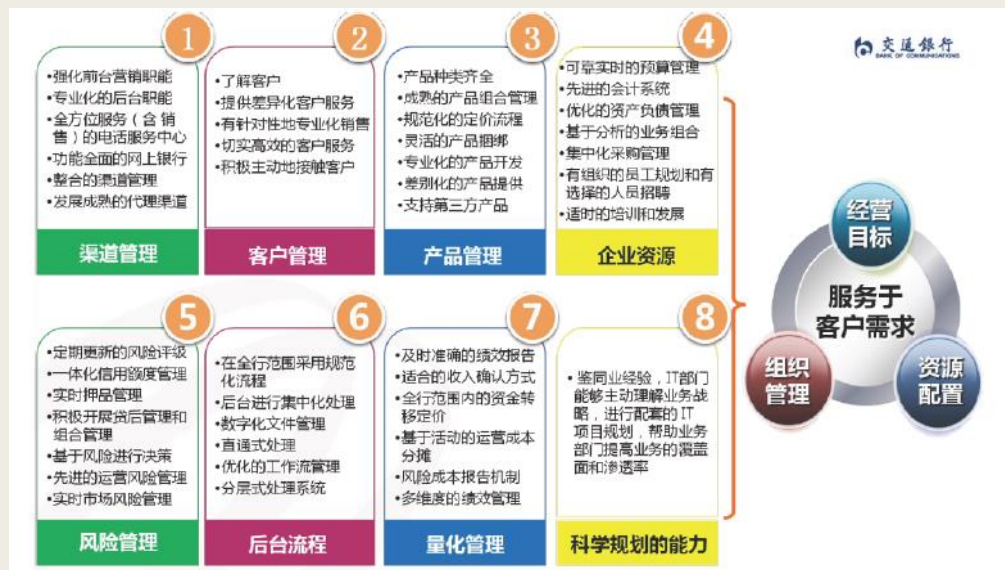 交通銀行
BANK OF COMMUNICATIONS
1
•强化前台营销职能
•专业化的后台职能
•全方位服务（含 销
售）的电话服务中心
•功能全面的网上银行
•整合的渠道管理
•发展成熟的代理渠道
渠道管理
2
•了解客户
•提供差异化客户服务
•有针对性地专业化销售
•切实高效的客户服务
•积极主动地接触客户
客户管理
3
•产品种类齐全
•成熟的产品组合管理
•规范化的定价流程
•灵活的产品捆绑
•专业化的产品开发
•差别化的产品提供
•支持第三方产品
产品管理
4
•可靠实时的预算管理
•先进的会计系统
•优化的资产负债管理
•基于分析的业务组合
•集中化采购管理
•有组织的员工规划和有
选择的人员招聘
•适时的培训和发展
企业资源
5
•定期更新的风险评级
•一体化信用额度管理
•实时押品管理
•积极开展贷后管理和
组合管理
•基于风险进行决策
•先进的运营风险管理
•实时市场风险管理
风险管理
6
•在全行范围采用规范
化流程
•后台进行集中化处理
•数字化文件管理
•直通式处理
•优化的工作流管理
•分层式处理系统
后台流程
7
•及时准确的绩效报告
•适合的收入确认方式
•全行范围内的资金转
移定价
•基于活动的运营成本
分摊
•风险成本报告机制
•多维度的绩效管理
量化管理
8
• 鉴同业经验，IT部门
能够主动理解业务战
略，进行配套的 IT
项目规划，帮助业务
部门提高业务的覆盖
面和渗透率
科学规划的能力
经营
目标
服务于
客户需求
组织
管理
资源
配置